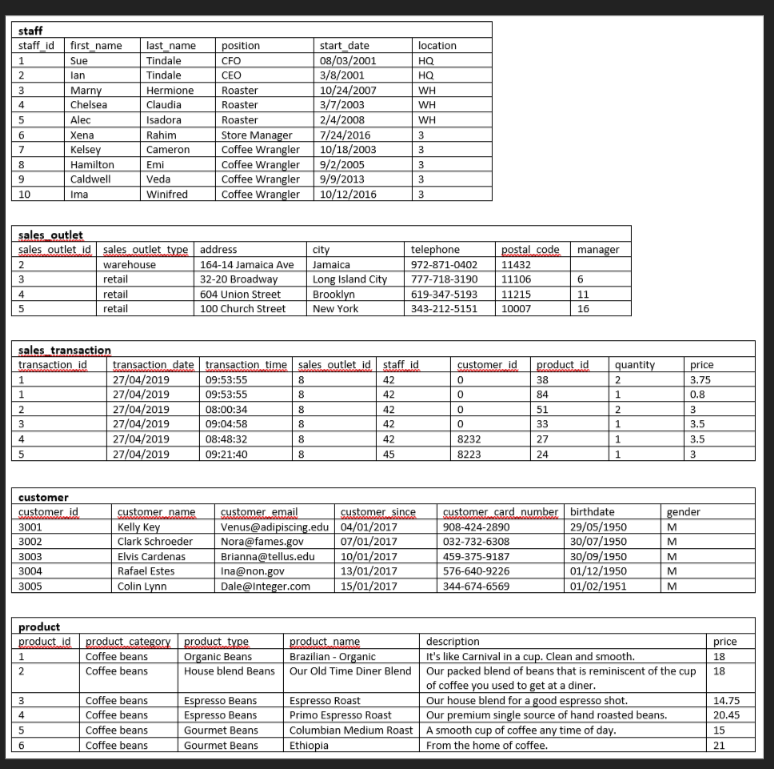 staff
staff_id first_name last_name position start_date location
1 Sue Tindale CFO 08/03/2001 HQ
2 Ian Tindale CEO 3/8/2001 HQ
3 Marny Hermione Roaster 10/24/2007 WH
4 Chelsea Claudia Roaster 3/7/2003 WH
5 Alec Isadora Roaster 2/4/2008 WH
6 Xena Rahim Store Manager 7/24/2016 3
7 Kelsey Cameron Coffee Wrangler 10/18/2003 3
8 Hamilton Emi Coffee Wrangler 9/2/2005 3
9 Caldwell Veda Coffee Wrangler 9/9/2013 3
10 Ima Winifred Coffee Wrangler 10/12/2016 3
sales_outlet
sales_outlet_id sales_outlet_type address city telephone postal_code manager
2 warehouse 164-14 Jamaica Ave Jamaica 972-871-0402 11432
3 retail 32-20 Broadway Long Island City 777-718-3190 11106 6
4 retail 604 Union Street Brooklyn 619-347-5193 11215 11
5 retail 100 Church Street New York 343-212-5151 10007 16
sales_transaction
transaction_id transaction_date transaction_time sales_outlet_id staff_id customer_id product_id quantity price
1 27/04/2019 09:53:55 8 42 0 38 2 3.75
1 27/04/2019 09:53:55 8 42 0 84 1 0.8
2 27/04/2019 08:00:34 8 42 0 51 2 3
3 27/04/2019 09:04:58 8 42 0 33 1 3.5
4 27/04/2019 08:48:32 8 42 8232 27 1 3.5
5 27/04/2019 09:21:40 8 45 8223 24 1 3
customer
customer_id customer_name customer_email customer_since customer_card_number birthdate gender
3001 Kelly Key Venus@adipiscing.edu 04/01/2017 908-424-2890 29/05/1950 M
3002 Clark Schroeder Nora@fames.gov 07/01/2017 032-732-6308 30/07/1950 M
3003 Elvis Cardenas Brianna@tellus.edu 10/01/2017 459-375-9187 30/09/1950 M
3004 Rafael Estes Ina@non.gov 13/01/2017 576-640-9226 01/12/1950 M
3005 Colin Lynn Dale@Integer.com 15/01/2017 344-674-6569 01/02/1951 M
product
product_id product_category product_type product_name description price
1 Coffee beans Organic Beans Brazilian - Organic It's like Carnival in a cup. Clean and smooth. 18
2 Coffee beans House blend Beans Our Old Time Diner Blend Our packed blend of beans that is reminiscent of the cup 18
of coffee you used to get at a diner.
3 Coffee beans Espresso Beans Espresso Roast Our house blend for a good espresso shot. 14.75
4 Coffee beans Espresso Beans Primo Espresso Roast Our premium single source of hand roasted beans. 20.45
5 Coffee beans Gourmet Beans Columbian Medium Roast A smooth cup of coffee any time of day. 15
6 Coffee beans Gourmet Beans Ethiopia From the home of coffee. 21